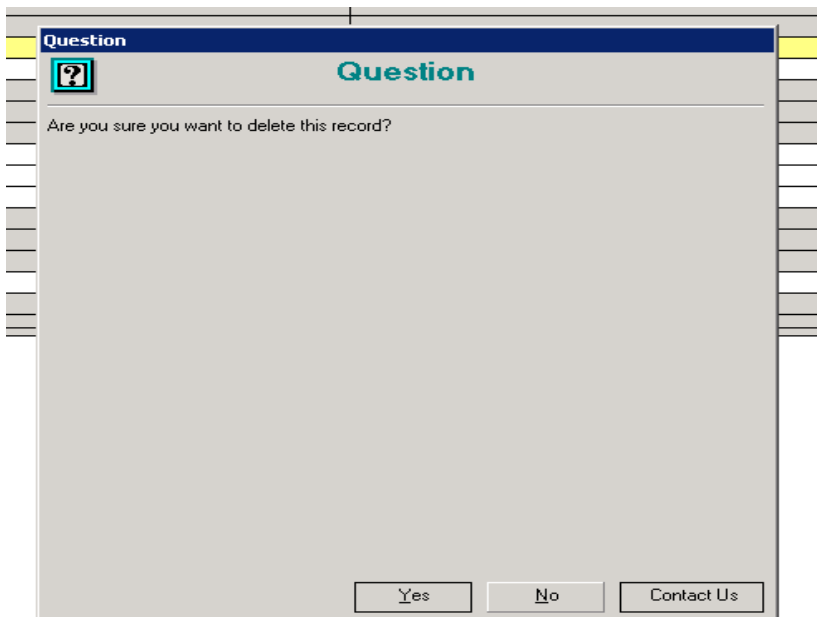 Question
Question
Are you sure you want to delete this record?
Yes
No
Contact Us